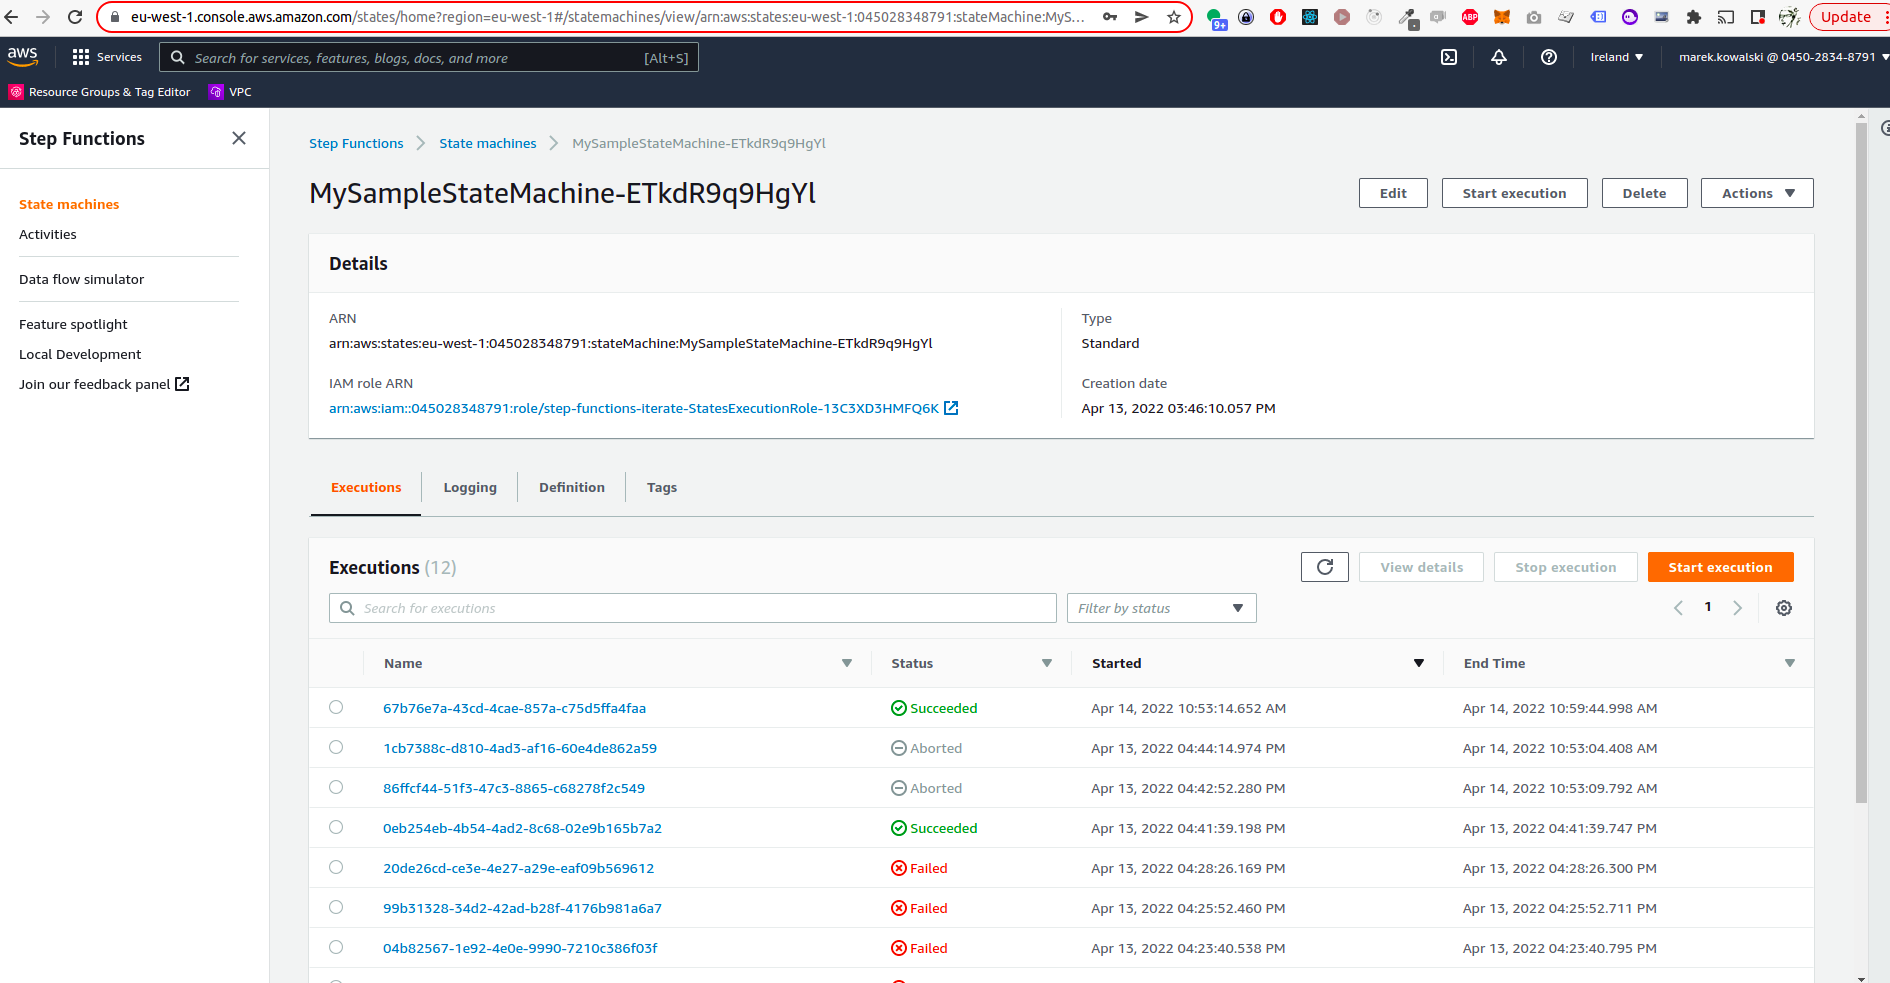 eu-west-1.console.aws.amazon.com/states/home?region=eu-west-1#/statemachines/view/arn:aws:states:eu-west-1:045028348791:stateMachine:MyS...
9+
ABP
Update
aws
Services
Search for services, features, blogs, docs, and more
[Alt+S]
Ireland
marek.kowalski @ 0450-2834-8791
Resource Groups & Tag Editor
VPC
Step Functions
State machines
Activities
Data flow simulator
Feature spotlight
Local Development
Join our feedback panel
Step Functions
State machines
MySampleStateMachine-ETkdR9q9HgYl
MySampleStateMachine-ETkdR9q9HgYl
Edit
Start execution
Delete
Actions
Details
ARN
arn:aws:states:eu-west-1:045028348791:stateMachine:MySampleStateMachine-ETkdR9q9HgYl
IAM role ARN
arn:aws:iam::045028348791:role/step-functions-iterate-StatesExecutionRole-13C3XD3HMFQ6K
Type
Standard
Creation date
Apr 13, 2022 03:46:10.057 PM
Executions
Logging
Definition
Tags
Executions (12)
View details
Stop execution
Start execution
Search for executions
Filter by status
1
Name Status Started End Time
67b76e7a-43cd-4cae-857a-c75d5ffa4faa Succeeded Apr 14, 2022 10:53:14.652 AM Apr 14, 2022 10:59:44.998 AM
1cb7388c-d810-4ad3-af16-60e4de862a59 Aborted Apr 13, 2022 04:44:14.974 PM Apr 14, 2022 10:53:04.408 AM
86ffcf44-51f3-47c3-8865-c68278f2c549 Aborted Apr 13, 2022 04:42:52.280 PM Apr 14, 2022 10:53:09.792 AM
0eb254eb-4b54-4ad2-8c68-02e9b165b7a2 Succeeded Apr 13, 2022 04:41:39.198 PM Apr 13, 2022 04:41:39.747 PM
20de26cd-ce3e-4e27-a29e-eaf09b569612 Failed Apr 13, 2022 04:28:26.169 PM Apr 13, 2022 04:28:26.300 PM
99b31328-34d2-42ad-b28f-4176b981a6a7 Failed Apr 13, 2022 04:25:52.460 PM Apr 13, 2022 04:25:52.711 PM
04b82567-1e92-4e0e-9990-7210c386f03f Failed Apr 13, 2022 04:23:40.538 PM Apr 13, 2022 04:23:40.795 PM